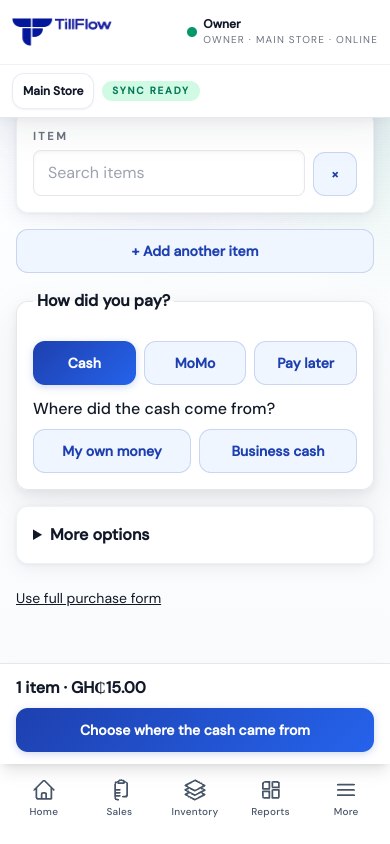 TillFlow
Owner
OWNER · MAIN STORE · ONLINE
Main Store
SYNC READY
ITEM
Search items
×
+ Add another item
How did you pay?
Cash
MoMo
Pay later
Where did the cash come from?
My own money
Business cash
▶ More options
Use full purchase form
1 item · GH₵15.00
Choose where the cash came from
Home
Sales
Inventory
Reports
More